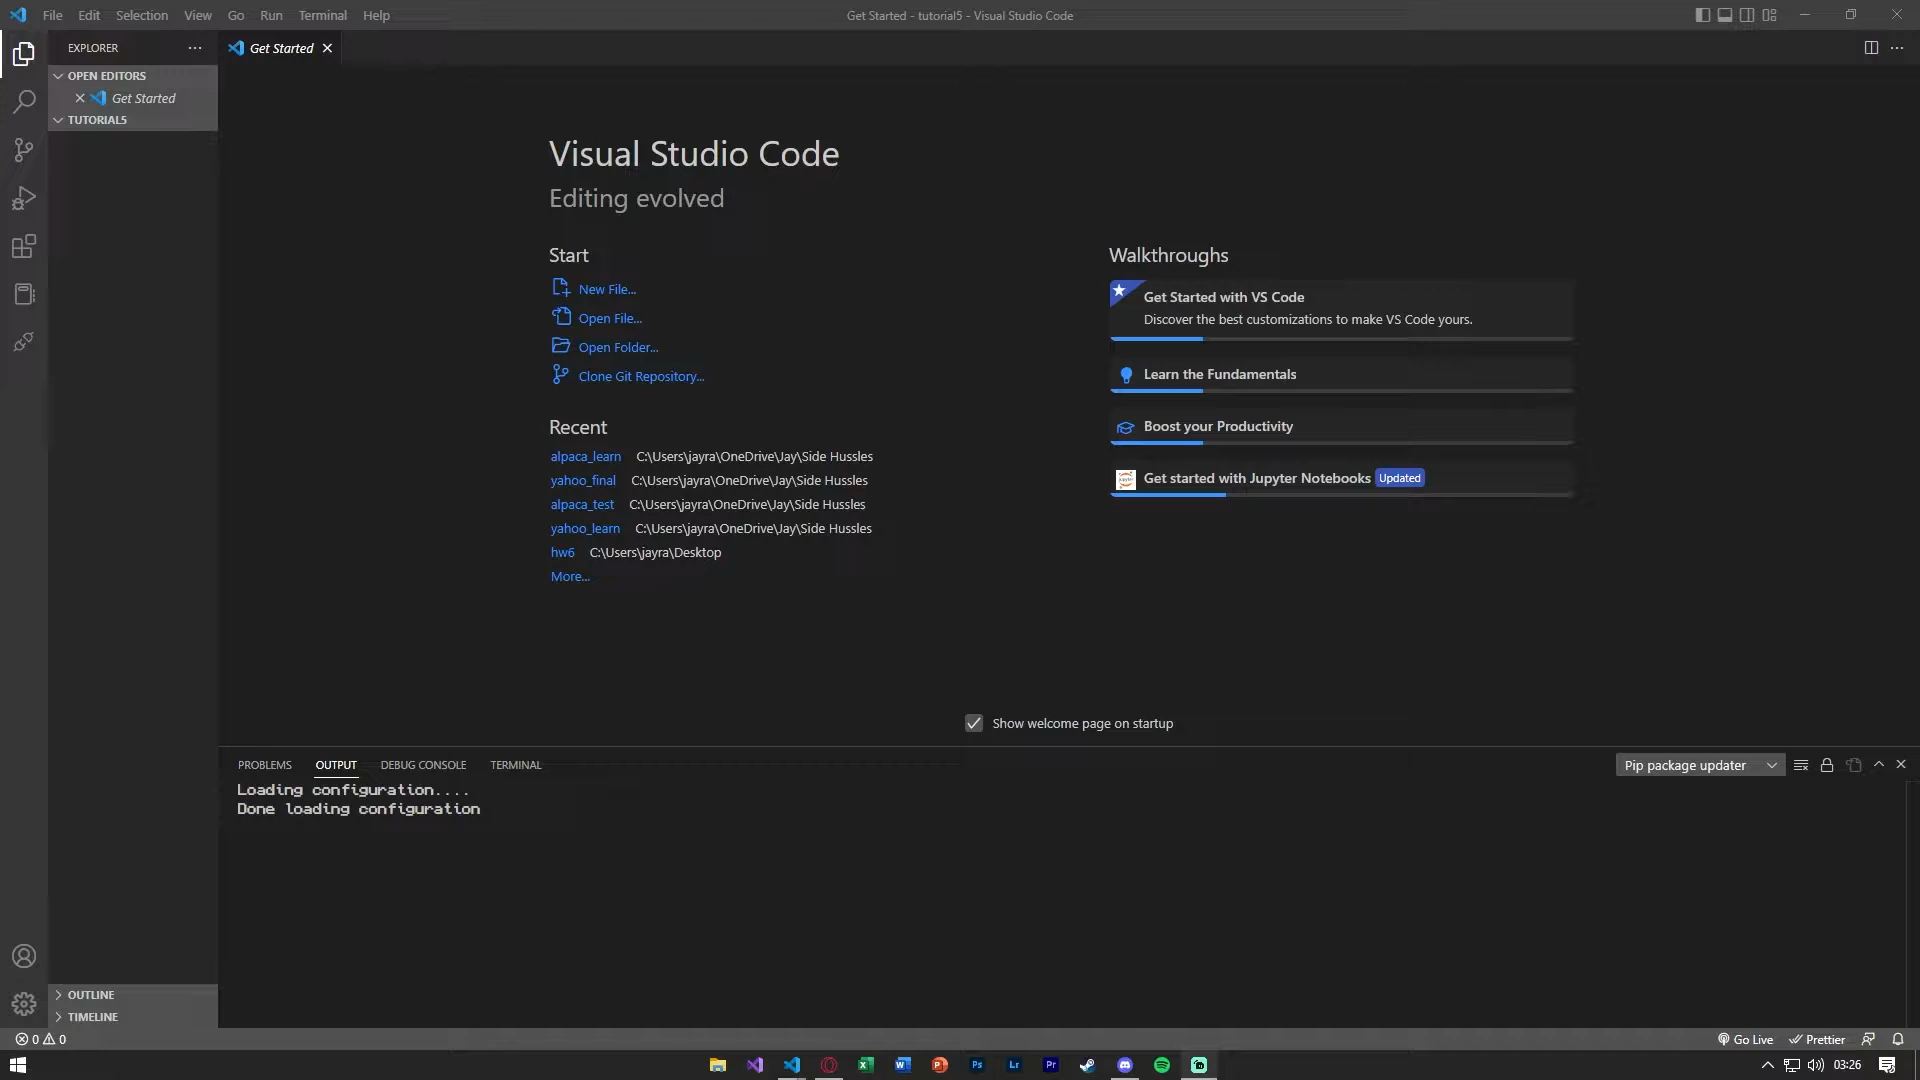 File Edit Selection View Go Run Terminal Help
Get Started - tutorial5 - Visual Studio Code
EXPLORER
Get Started
OPEN EDITORS
Get Started
TUTORIAL5
Visual Studio Code
Editing evolved
Start
New File...
Open File...
Open Folder...
Clone Git Repository...
Recent
alpaca_learn C:\Users\jayra\OneDrive\Jay\Side Hussles
yahoo_final C:\Users\jayra\OneDrive\Jay\Side Hussles
alpaca_test C:\Users\jayra\OneDrive\Jay\Side Hussles
yahoo_learn C:\Users\jayra\OneDrive\Jay\Side Hussles
hw6 C:\Users\jayra\Desktop
More...
Walkthroughs
Get Started with VS Code
Discover the best customizations to make VS Code yours.
Learn the Fundamentals
Boost your Productivity
Get started with Jupyter Notebooks Updated
Show welcome page on startup
PROBLEMS OUTPUT DEBUG CONSOLE TERMINAL
Pip package updater
Loading configuration....
Done loading configuration
OUTLINE
TIMELINE
0 0
Go Live Prettier
W P Ps Lr Pr
03:26